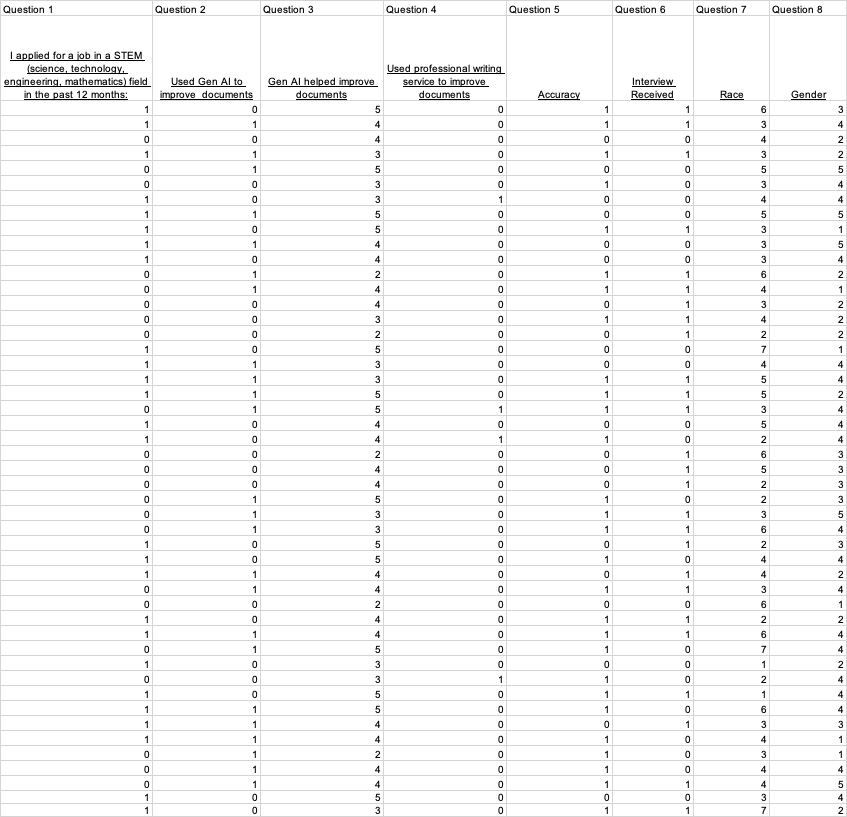 Question 1 Question 2 Question 3 Question 4 Question 5 Question 6 Question 7 Question 8
I applied for a job in a STEM
(science, technology,
engineering, mathematics) field
in the past 12 months:
Used Gen AI to
improve documents
Gen AI helped improve
documents
Used professional writing
service to improve
documents
Accuracy
Interview
Received
Race
Gender
1 0 5 0 1 1 6 3
1 1 4 0 1 1 3 4
0 0 4 0 0 0 4 2
1 1 3 0 1 1 3 2
0 1 5 0 0 0 5 5
0 0 3 0 1 0 3 4
1 0 3 1 0 0 4 4
1 1 5 0 0 0 5 5
0 0 5 0 1 1 3 1
1 1 4 0 0 0 3 5
1 0 4 0 0 0 3 4
0 1 2 0 1 1 6 2
0 1 4 0 1 1 4 1
0 0 4 0 0 1 3 2
0 0 3 0 1 1 4 2
0 0 2 0 0 1 2 2
1 0 5 0 0 0 7 1
1 1 3 0 0 0 4 4
1 1 3 0 1 1 5 4
1 1 5 0 1 1 5 2
0 1 5 1 1 1 3 4
1 0 4 0 0 0 5 4
1 0 4 1 1 0 2 4
0 0 2 0 0 1 6 3
0 0 4 0 0 1 5 3
0 0 4 0 0 1 2 3
0 1 5 0 1 0 2 3
0 1 3 0 1 1 3 5
0 1 3 0 1 1 6 4
1 0 5 0 0 1 2 3
0 0 5 0 1 0 4 4
1 1 4 0 0 1 4 2
0 1 4 0 1 1 3 4
0 0 2 0 0 0 6 1
1 0 4 0 1 1 2 2
1 1 4 0 1 1 6 4
0 1 5 0 1 0 7 4
1 0 3 0 0 0 1 2
0 0 3 1 1 0 2 4
1 0 5 0 1 1 1 4
1 1 5 0 1 0 6 4
1 1 4 0 0 1 3 3
1 1 4 0 1 0 4 1
0 1 2 0 1 0 3 1
0 1 4 0 1 0 4 4
0 1 4 0 1 1 4 5
1 0 5 0 0 0 3 4
1 0 3 0 1 1 7 2